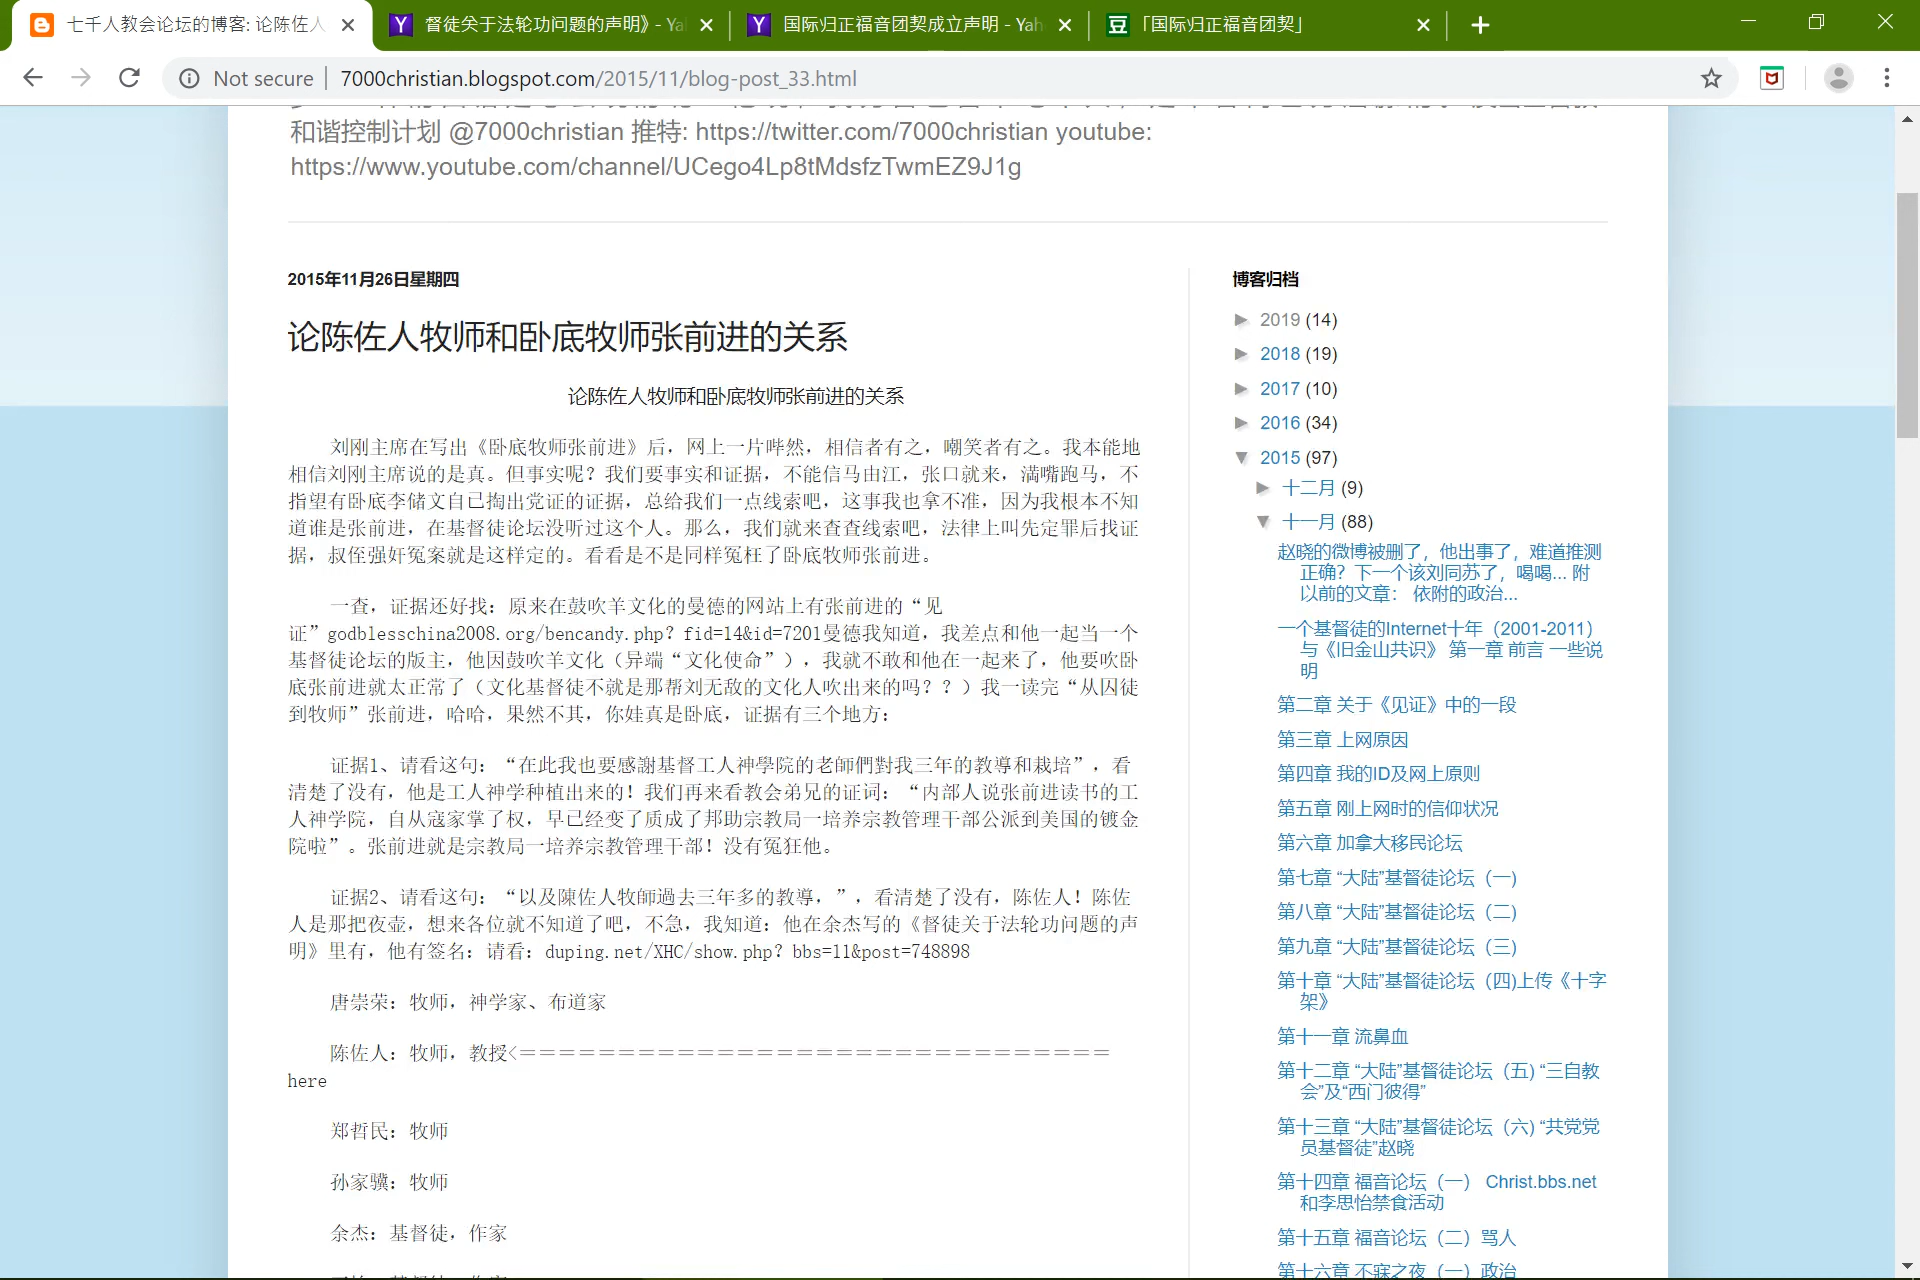 七千人教会论坛的博客: 论陈佐人
督徒关于法轮功问题的声明》- Ya
国际归正福音团契成立声明 - Yah
「国际归正福音团契」
Not secure
7000christian.blogspot.com/2015/11/blog-post_33.html
和谐控制计划 @7000christian 推特: https://twitter.com/7000christian youtube:
https://www.youtube.com/channel/UCego4Lp8tMdsfzTwmEZ9J1g
2015年11月26日星期四
论陈佐人牧师和卧底牧师张前进的关系
论陈佐人牧师和卧底牧师张前进的关系
刘刚主席在写出《卧底牧师张前进》后，网上一片哗然，相信者有之，嘲笑者有之。我本能地
相信刘刚主席说的是真。但事实呢？我们要事实和证据，不能信马由江，张口就来，满嘴跑马，不
指望有卧底李储文自己掏出党证的证据，总给我们一点线索吧，这事我也拿不准，因为我根本不知
道谁是张前进，在基督徒论坛没听过这个人。那么，我们就来查查线索吧，法律上叫先定罪后找证
据，叔侄强奸冤案就是这样定的。看看是不是同样冤枉了卧底牧师张前进。
一查，证据还好找：原来在鼓吹羊文化的曼德的网站上有张前进的“见
证”godblesschina2008.org/bencandy.php？fid=14&id=7201曼德我知道，我差点和他一起当一个
基督徒论坛的版主，他因鼓吹羊文化（异端“文化使命”），我就不敢和他在一起来了，他要吹卧
底张前进就太正常了（文化基督徒不就是那帮刘无敌的文化人吹出来的吗？？）我一读完“从囚徒
到牧师”张前进，哈哈，果然不其，你娃真是卧底，证据有三个地方：
证据1、请看这句：“在此我也要感謝基督工人神學院的老師們對我三年的教導和栽培”，看
清楚了没有，他是工人神学种植出来的！我们再来看教会弟兄的证词：“内部人说张前进读书的工
人神学院，自从寇家掌了权，早已经变了质成了邦助宗教局一培养宗教管理干部公派到美国的镀金
院啦”。张前进就是宗教局一培养宗教管理干部！没有冤狂他。
证据2、请看这句：“以及陳佐人牧師過去三年多的教導，”，看清楚了没有，陈佐人！陈佐
人是那把夜壶，想来各位就不知道了吧，不急，我知道：他在余杰写的《督徒关于法轮功问题的声
明》里有，他有签名：请看：duping.net/XHC/show.php？bbs=11&post=748898
唐崇荣：牧师，神学家、布道家
陈佐人：牧师，教授<==============================
here
郑哲民：牧师
孙家骥：牧师
余杰：基督徒，作家
博客归档
► 2019 (14)
► 2018 (19)
► 2017 (10)
► 2016 (34)
▼ 2015 (97)
► 十二月 (9)
▼ 十一月 (88)
赵晓的微博被删了，他出事了，难道推测
正确？下一个该刘同苏了，喝喝... 附
以前的文章： 依附的政治...
一个基督徒的Internet十年（2001-2011）
与《旧金山共识》 第一章 前言 一些说
明
第二章 关于《见证》中的一段
第三章 上网原因
第四章 我的ID及网上原则
第五章 刚上网时的信仰状况
第六章 加拿大移民论坛
第七章 “大陆”基督徒论坛（一）
第八章 “大陆”基督徒论坛（二）
第九章 “大陆”基督徒论坛（三）
第十章 “大陆”基督徒论坛（四)上传《十字
架》
第十一章 流鼻血
第十二章 “大陆”基督徒论坛（五) “三自教
会”及“西门彼得”
第十三章 “大陆”基督徒论坛（六) “共党党
员基督徒”赵晓
第十四章 福音论坛（一） Christ.bbs.net
和李思怡禁食活动
第十五章 福音论坛（二）骂人
第十六章 不寐之夜（一）政治